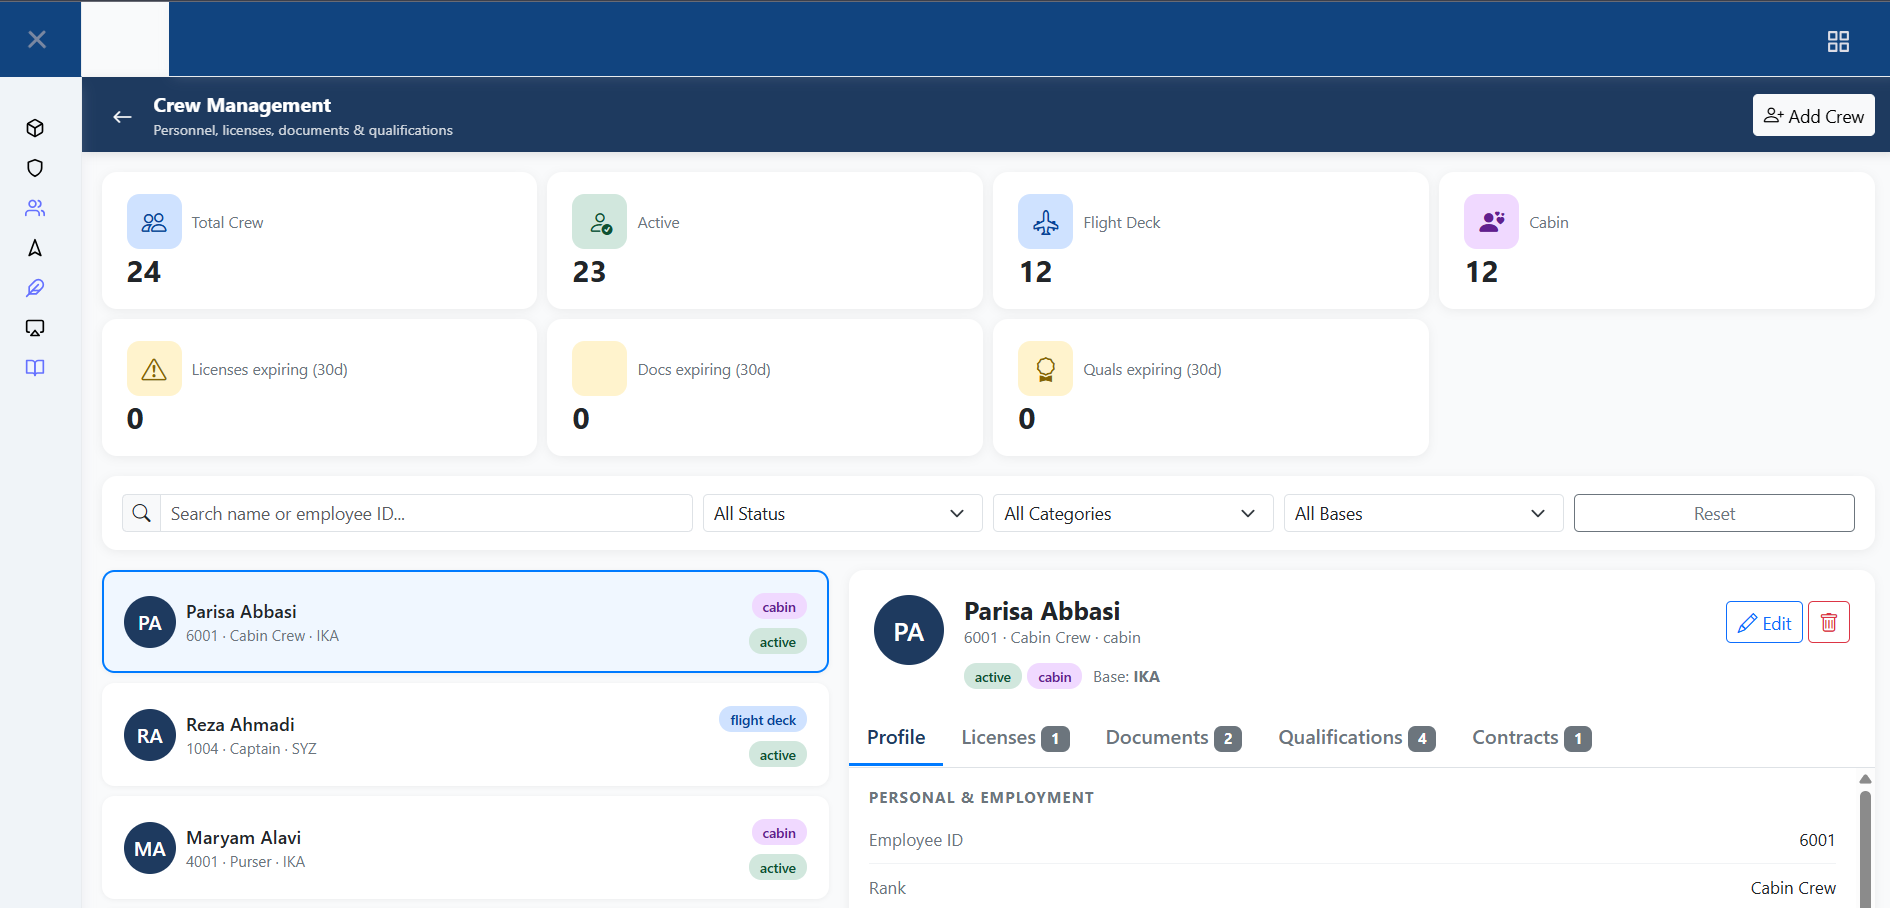 Crew Management
Personnel, licenses, documents & qualifications
Add Crew
Total Crew
24
Active
23
Flight Deck
12
Cabin
12
Licenses expiring (30d)
0
Docs expiring (30d)
0
Quals expiring (30d)
0
Search name or employee ID...
All Status
All Categories
All Bases
Reset
PA
Parisa Abbasi
6001 · Cabin Crew · IKA
cabin
active
RA
Reza Ahmadi
1004 · Captain · SYZ
flight deck
active
MA
Maryam Alavi
4001 · Purser · IKA
cabin
active
PA
Parisa Abbasi
6001 · Cabin Crew · cabin
active cabin Base: IKA
Edit
Profile Licenses 1 Documents 2 Qualifications 4 Contracts 1
PERSONAL & EMPLOYMENT
Employee ID 6001
Rank Cabin Crew